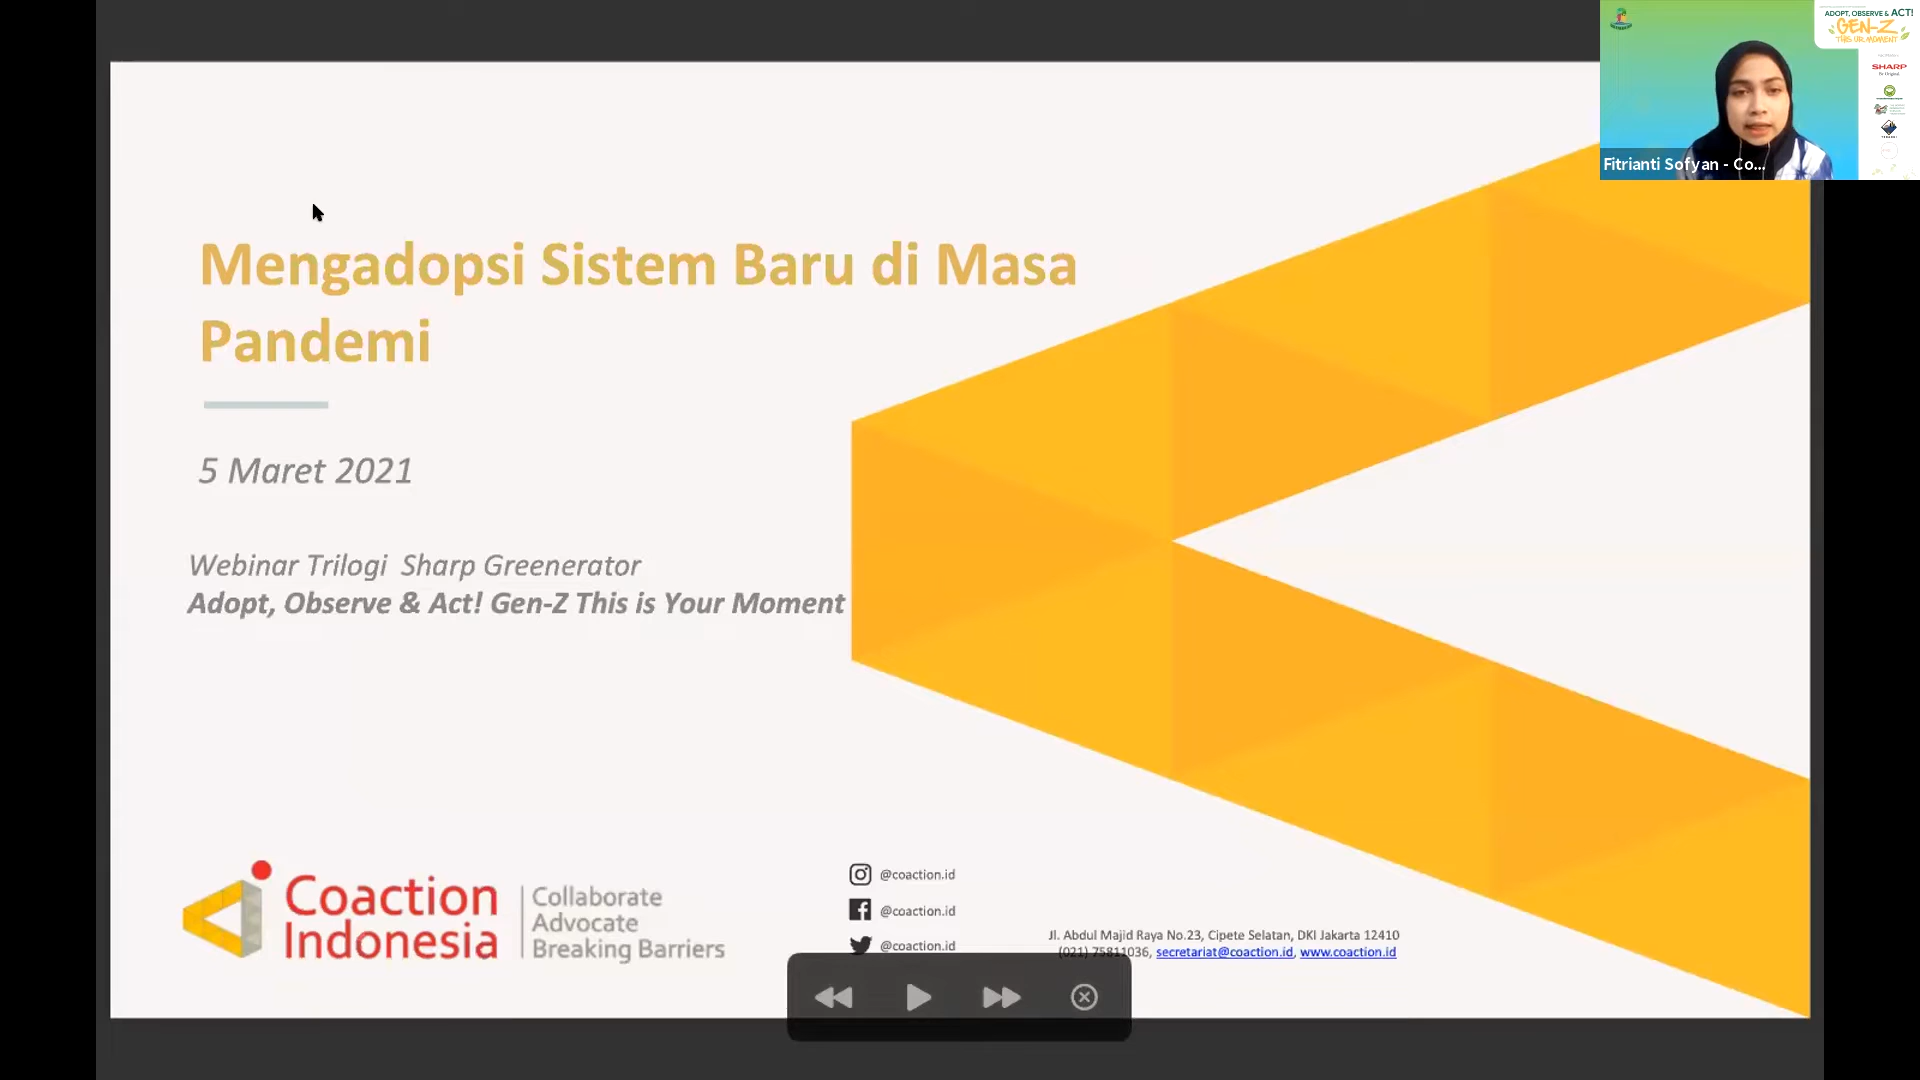 Mengadopsi Sistem Baru di Masa
Pandemi
5 Maret 2021
Webinar Trilogi Sharp Greenerator
Adopt, Observe & Act! Gen-Z This is Your Moment
Coaction
Indonesia
Collaborate
Advocate
Breaking Barriers
@coaction.id
@coaction.id
@coaction.id
Jl. Abdul Majid Raya No.23, Cipete Selatan, DKI Jakarta 12410
(021) 75811036, secretariat@coaction.id, www.coaction.id
ADOPT, OBSERVE & ACT!
GEN-Z
THIS UR MOMENT
SHARP
Be Original.
Fitrianti Sofyan - Co...